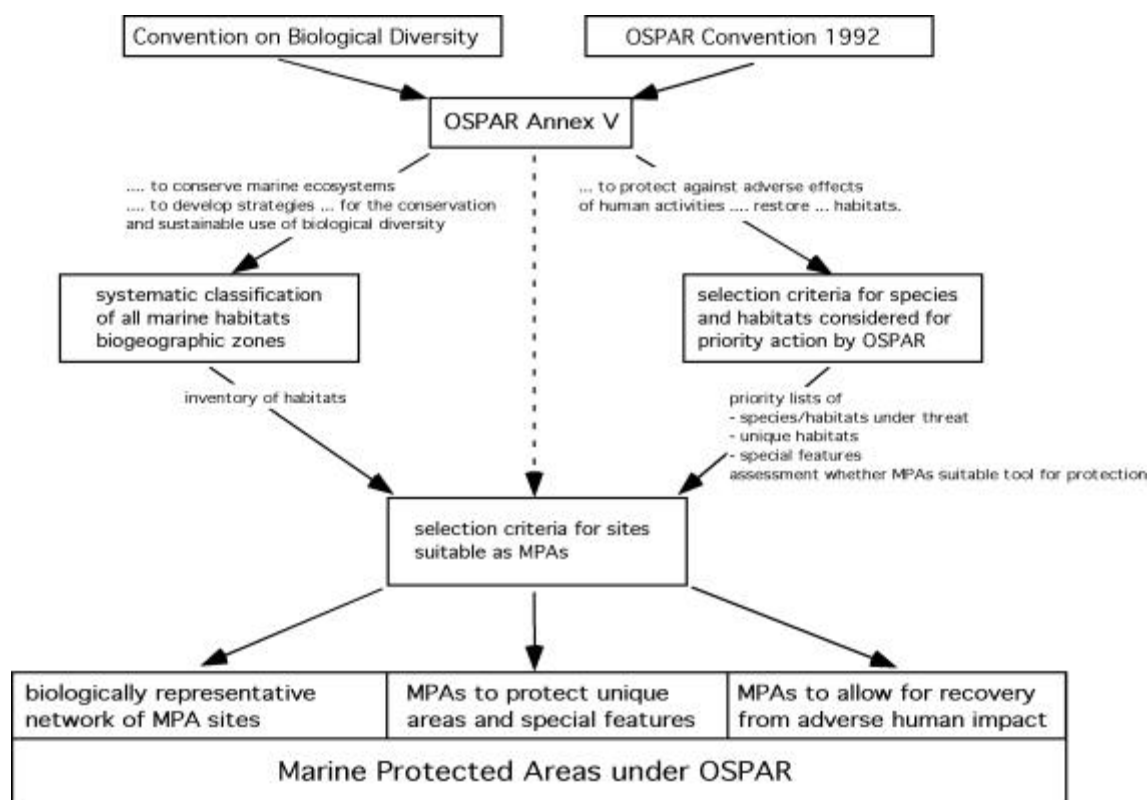 Convention on Biological Diversity
OSPAR Convention 1992
OSPAR Annex V
.... to conserve marine ecosystems
.... to develop strategies ... for the conservation
and sustainable use of biological diversity
... to protect against adverse effects
of human activities .... restore ... habitats.
systematic classification
of all marine habitats
biogeographic zones
selection criteria for species
and habitats considered for
priority action by OSPAR
inventory of habitats
priority lists of
- species/habitats under threat
- unique habitats
- special features
assessment whether MPAs suitable tool for protection
selection criteria for sites
suitable as MPAs
biologically representative
network of MPA sites
MPAs to protect unique
areas and special features
MPAs to allow for recovery
from adverse human impact
Marine Protected Areas under OSPAR